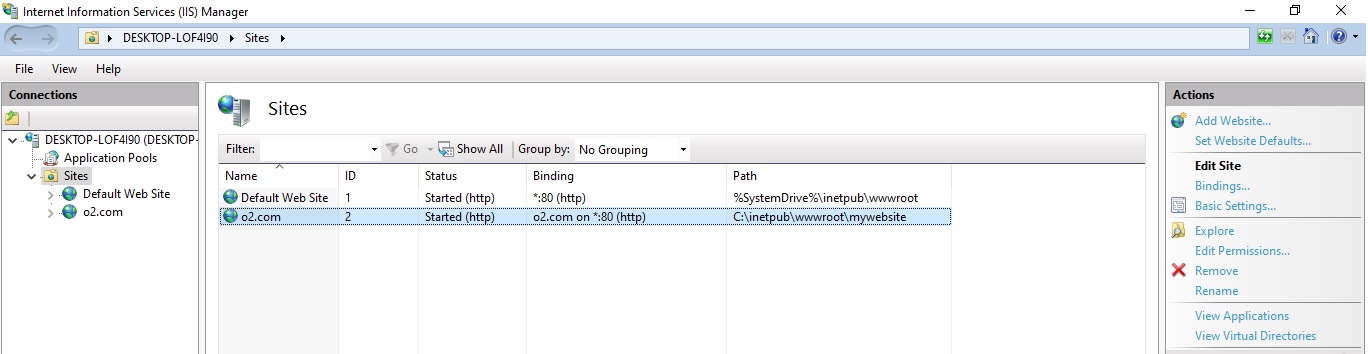 Internet Information Services (IIS) Manager
DESKTOP-LOF4I90 Sites
File View Help
Connections
DESKTOP-LOF4I90 (DESKTOP-
Application Pools
Sites
Default Web Site
o2.com
Sites
Filter: Go Show All Group by: No Grouping
Name ID Status Binding Path
Default Web Site 1 Started (http) *:80 (http) %SystemDrive%\inetpub\wwwroot
o2.com 2 Started (http) o2.com on *:80 (http) C:\inetpub\wwwroot\mywebsite
Actions
Add Website...
Set Website Defaults...
Edit Site
Bindings...
Basic Settings...
Explore
Edit Permissions...
Remove
Rename
View Applications
View Virtual Directories